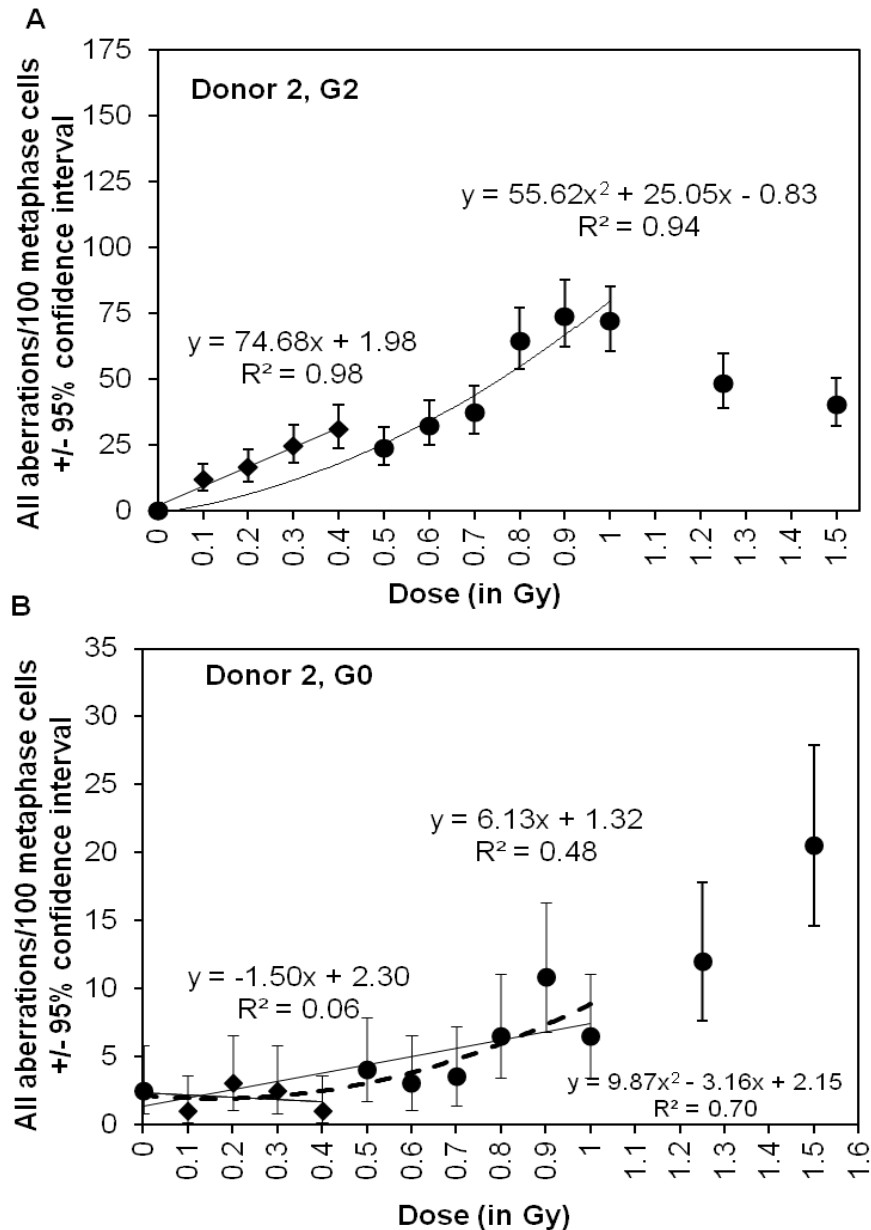 A
All aberrations/100 metaphase cells
+/- 95% confidence interval
175
150
125
100
75
50
25
0
Donor 2, G2
y = 55.62x² + 25.05x - 0.83
R² = 0.94
y = 74.68x + 1.98
R² = 0.98
0 0.1 0.2 0.3 0.4 0.5 0.6 0.7 0.8 0.9 1 1.1 1.2 1.3 1.4 1.5
Dose (in Gy)
B
All aberrations/100 metaphase cells
+/- 95% confidence interval
35
30
25
20
15
10
5
0
Donor 2, G0
y = 6.13x + 1.32
R² = 0.48
y = -1.50x + 2.30
R² = 0.06
y = 9.87x² - 3.16x + 2.15
R² = 0.70
0 0.1 0.2 0.3 0.4 0.5 0.6 0.7 0.8 0.9 1 1.1 1.2 1.3 1.4 1.5 1.6
Dose (in Gy)